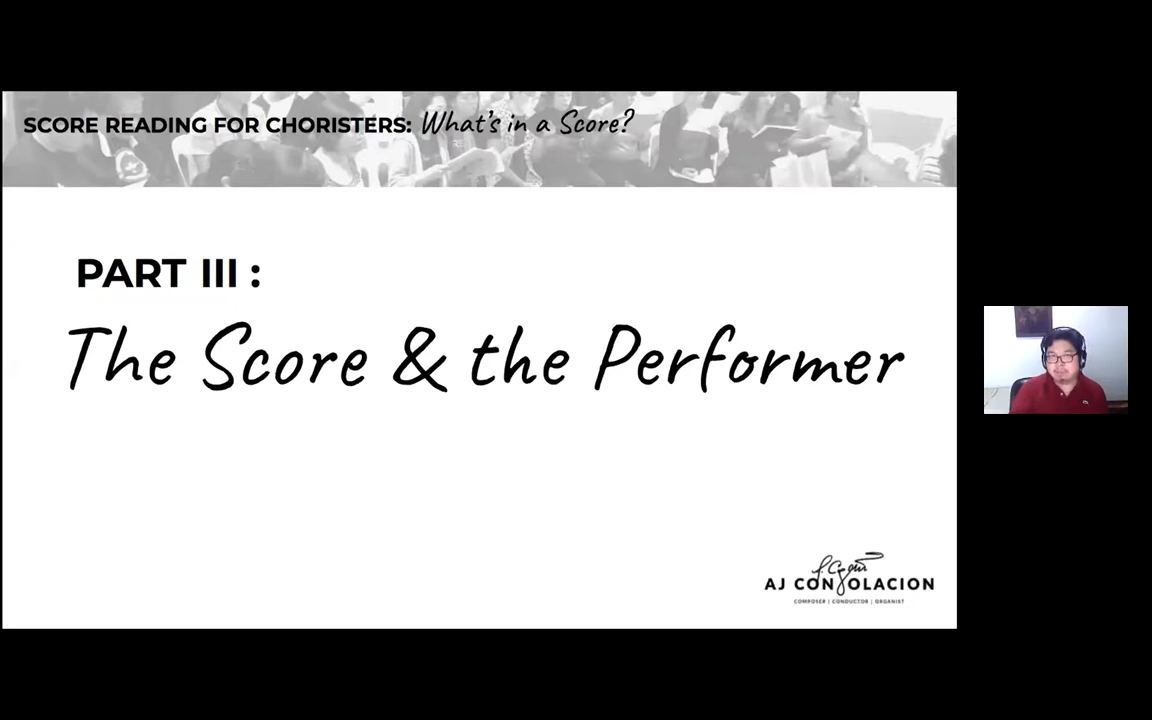 SCORE READING FOR CHORISTERS: What's in a Score?
PART III :
The Score & the Performer
AJ CONSOLACION
COMPOSER | CONDUCTOR | ORGANIST